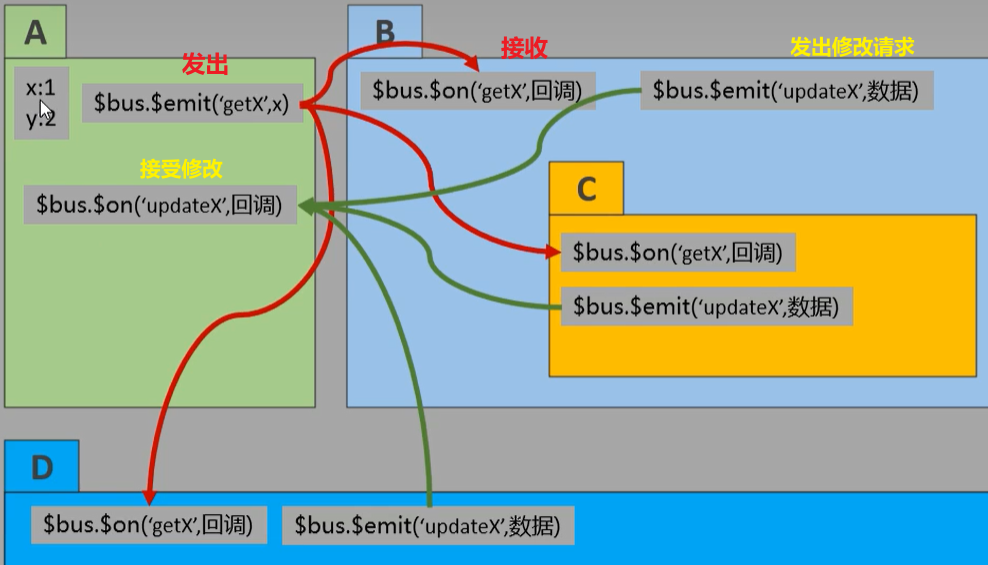 A
x:1
y:2
发出
$bus.$emit(‘getX’,x)
接受修改
$bus.$on(‘updateX’,回调)
B
接收
$bus.$on(‘getX’,回调)
发出修改请求
$bus.$emit(‘updateX’,数据)
C
$bus.$on(‘getX’,回调)
$bus.$emit(‘updateX’,数据)
D
$bus.$on(‘getX’,回调)
$bus.$emit(‘updateX’,数据)